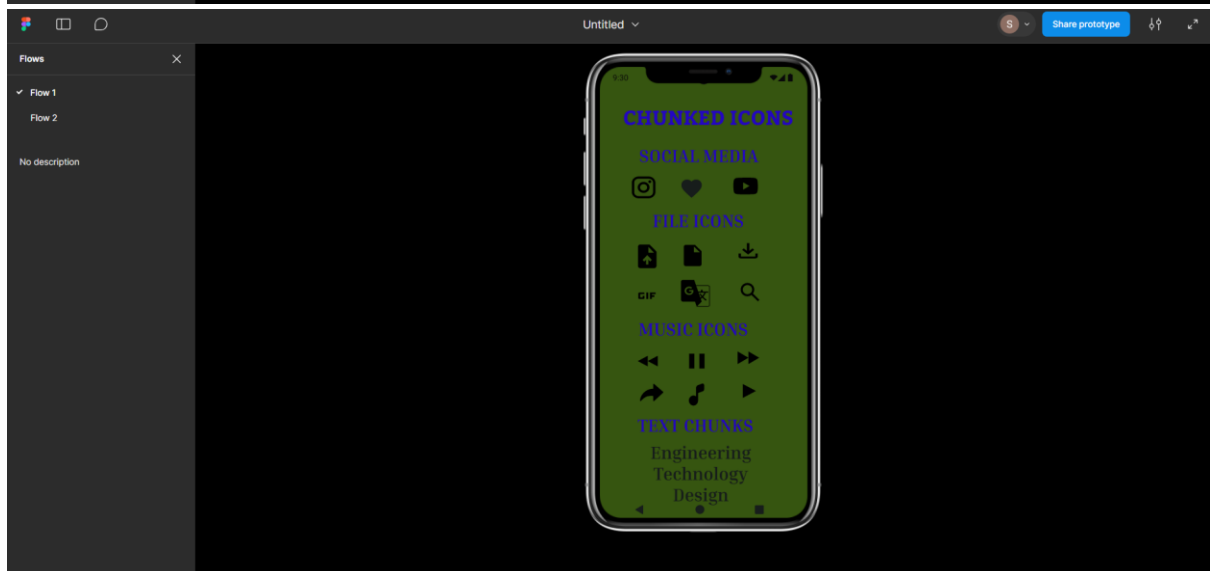 Untitled
S
Share prototype
Flows
Flow 1
Flow 2
No description
9:30
CHUNKED ICONS
SOCIAL MEDIA
FILE ICONS
GIF
G 文
MUSIC ICONS
TEXT CHUNKS
Engineering
Technology
Design